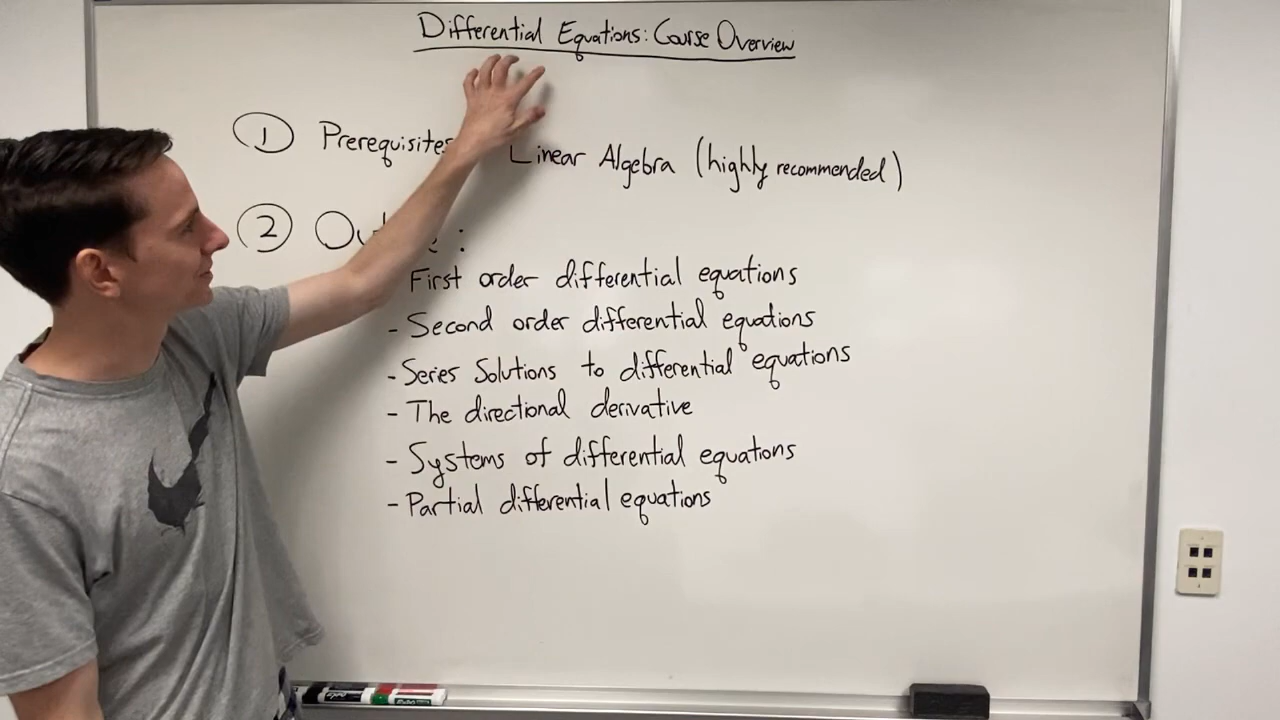 Differential Equations: Course Overview
1 Prerequisites Linear Algebra (highly recommended)
2
First order differential equations
- Second order differential equations
- Series Solutions to differential equations
- The directional derivative
- Systems of differential equations
- Partial differential equations